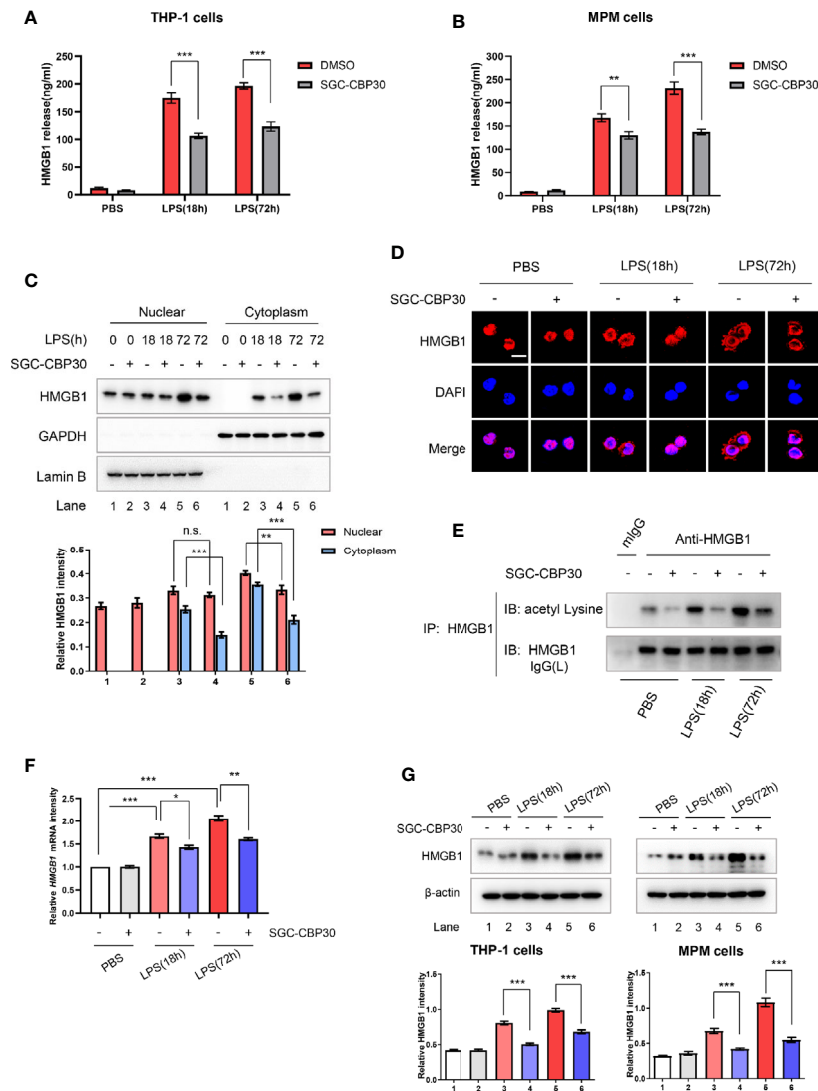 A
THP-1 cells
HMGB1 release(ng/ml)
250
200
150
100
50
0
***
***
DMSO
SGC-CBP30
PBS
LPS(18h)
LPS(72h)
B
MPM cells
HMGB1 release(ng/ml)
300
250
200
150
100
50
0
**
***
DMSO
SGC-CBP30
PBS
LPS(18h)
LPS(72h)
C
Nuclear
Cytoplasm
LPS(h)
0 0 18 18 72 72
0 0 18 18 72 72
SGC-CBP30
- + - + - +
- + - + - +
HMGB1
GAPDH
Lamin B
Lane
1 2 3 4 5 6
1 2 3 4 5 6
Relative HMGB1 intensity
0.6
0.4
0.2
0.0
n.s.
***
***
**
Nuclear
Cytoplasm
1 2 3 4 5 6
D
PBS
LPS(18h)
LPS(72h)
SGC-CBP30
- + - + - +
HMGB1
DAFI
Merge
E
mIgG
Anti-HMGB1
SGC-CBP30
- - + - + - +
IP: HMGB1
IB: acetyl Lysine
IB: HMGB1
IgG(L)
PBS
LPS(18h)
LPS(72h)
F
Relative HMGB1 mRNA intensity
2.5
2.0
1.5
1.0
0.5
0.0
***
***
*
**
- + - + - +
SGC-CBP30
PBS
LPS(18h)
LPS(72h)
G
PBS
LPS(18h)
LPS(72h)
PBS
LPS(18h)
LPS(72h)
SGC-CBP30
- + - + - +
- + - + - +
HMGB1
β-actin
Lane
1 2 3 4 5 6
1 2 3 4 5 6
THP-1 cells
Relative HMGB1 intensity
1.5
1.0
0.5
0.0
***
***
1 2 3 4 5 6
MPM cells
Relative HMGB1 intensity
1.5
1.0
0.5
0.0
***
***
1 2 3 4 5 6